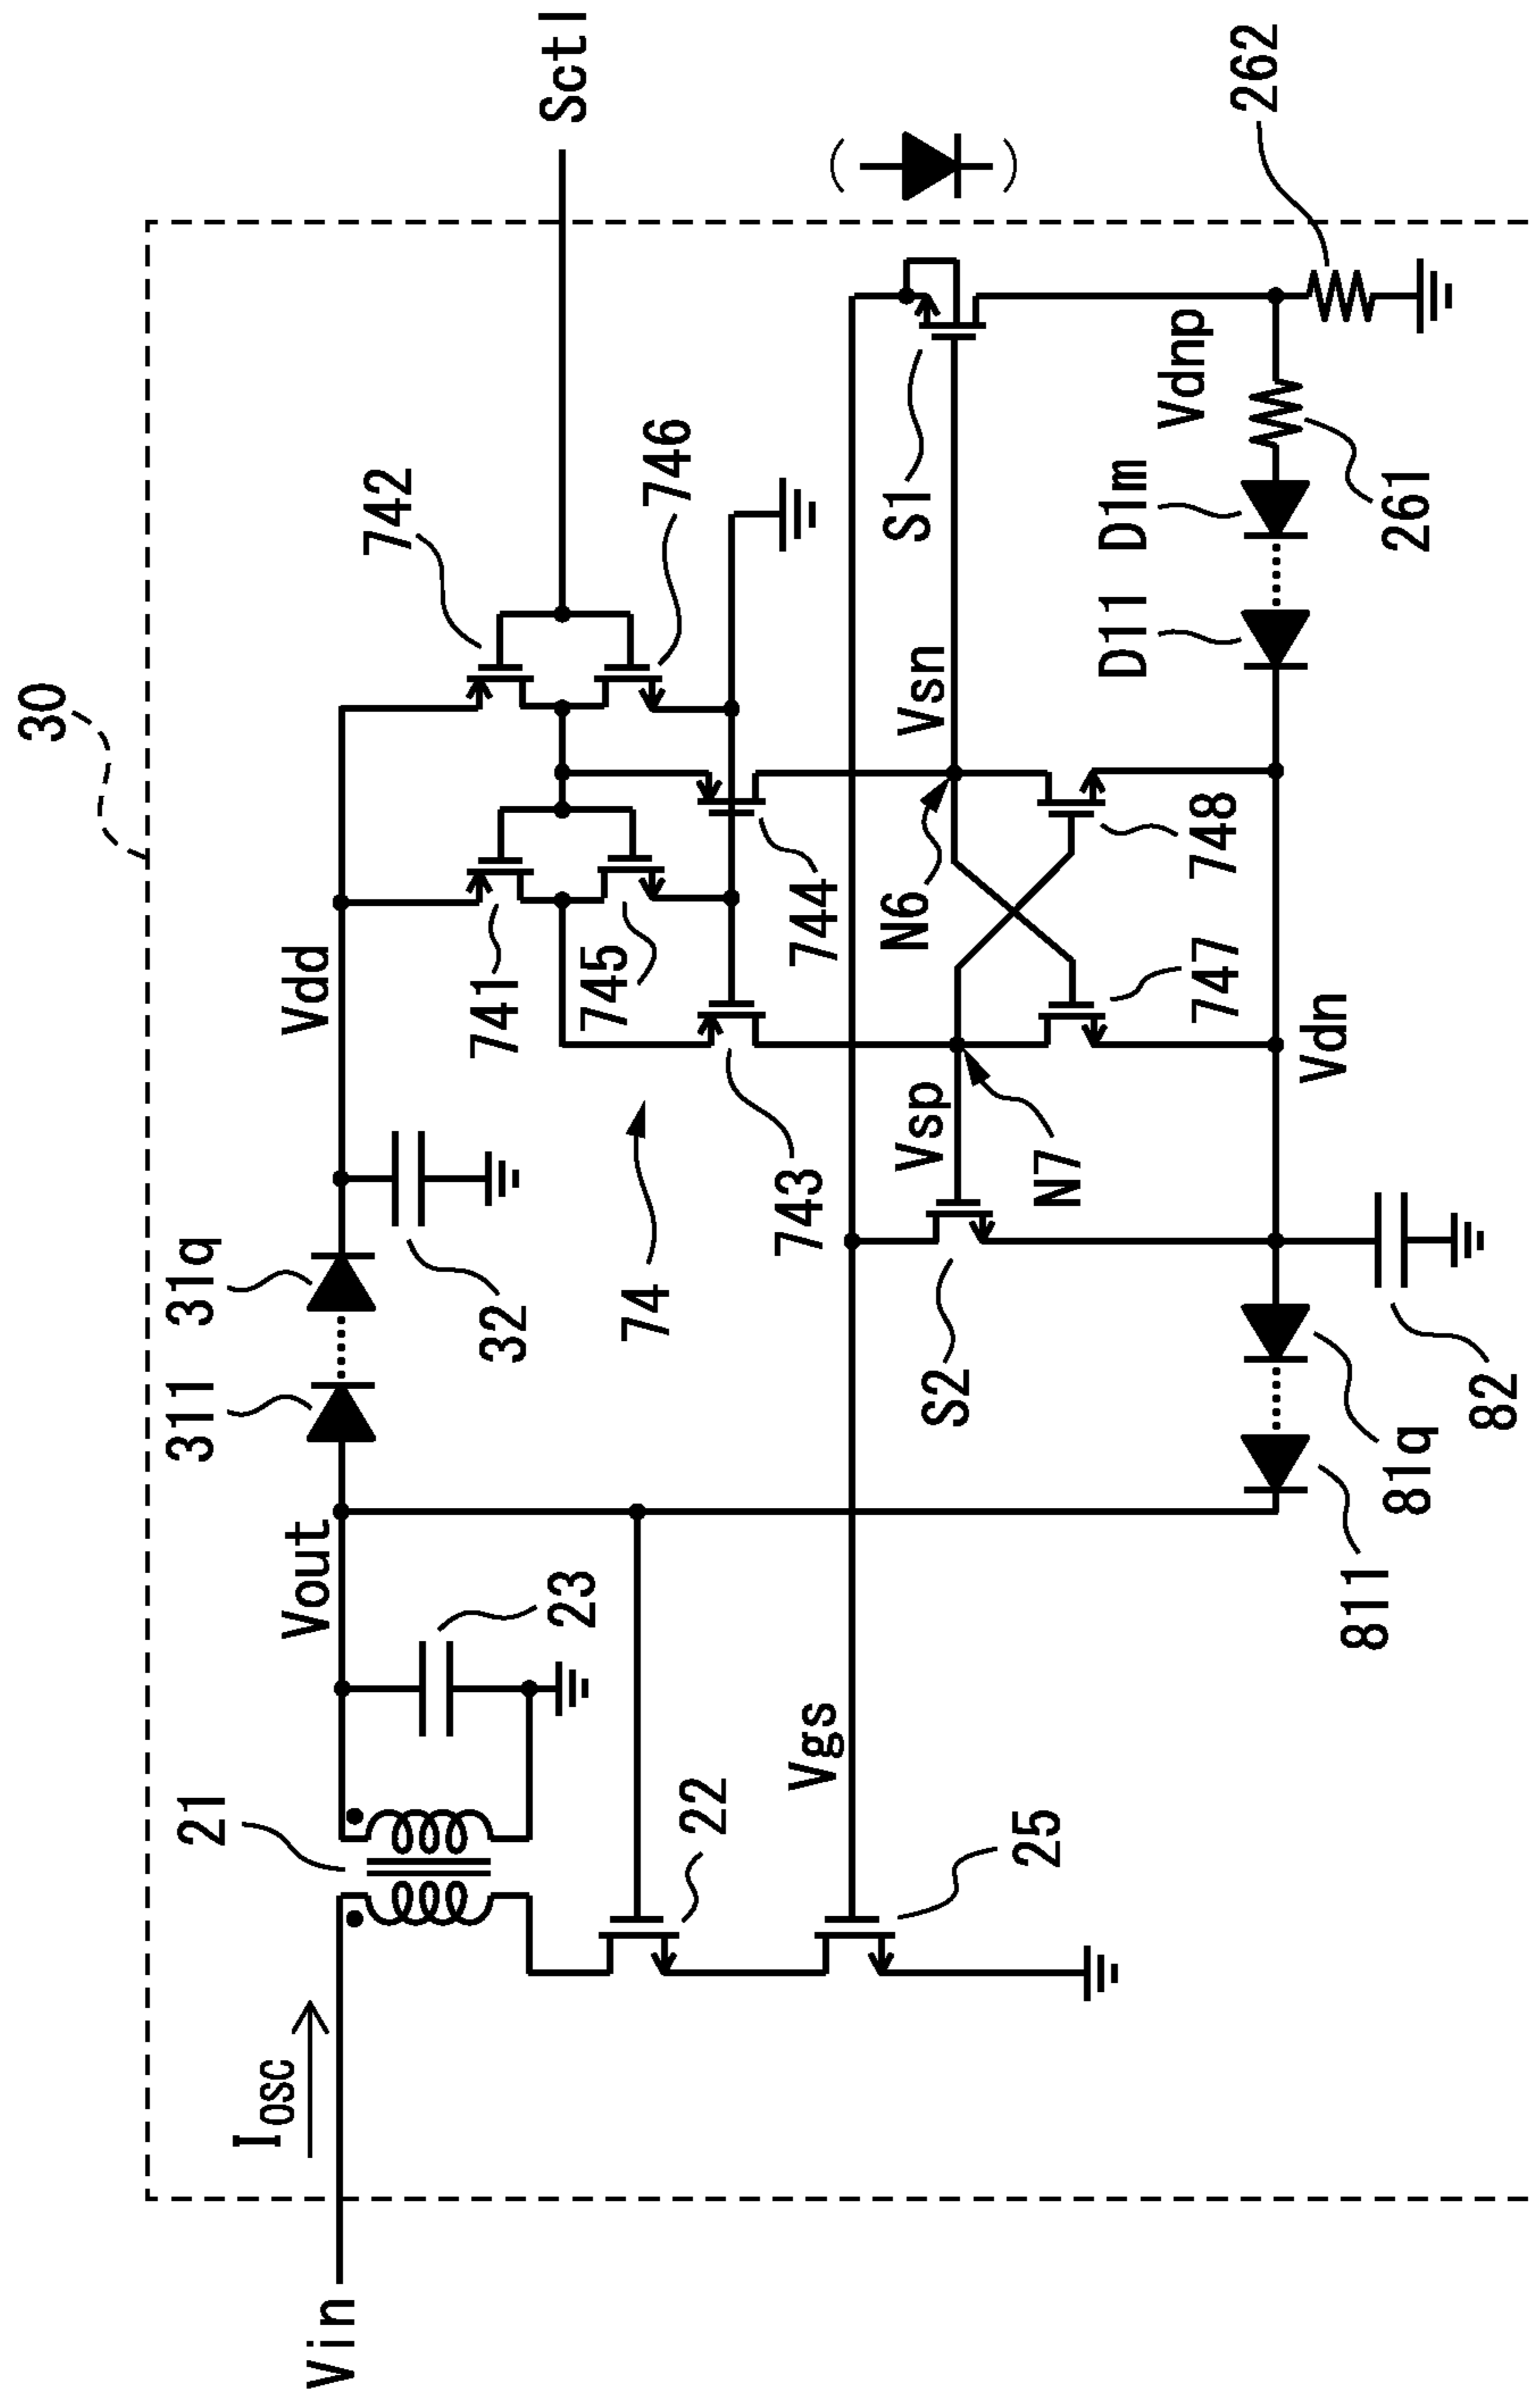 30
Vin
Iosc
21
Vout
23
311
31q
32
Vdd
741
745
742
746
Sctl
22
25
Vgs
74
743
744
S2
Vsp
N7
N6
Vsn
S1
747
748
811
81q
82
Vdn
D11
D1m
Vdnp
261
262